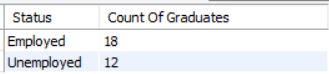 Status Count Of Graduates
Employed 18
Unemployed 12